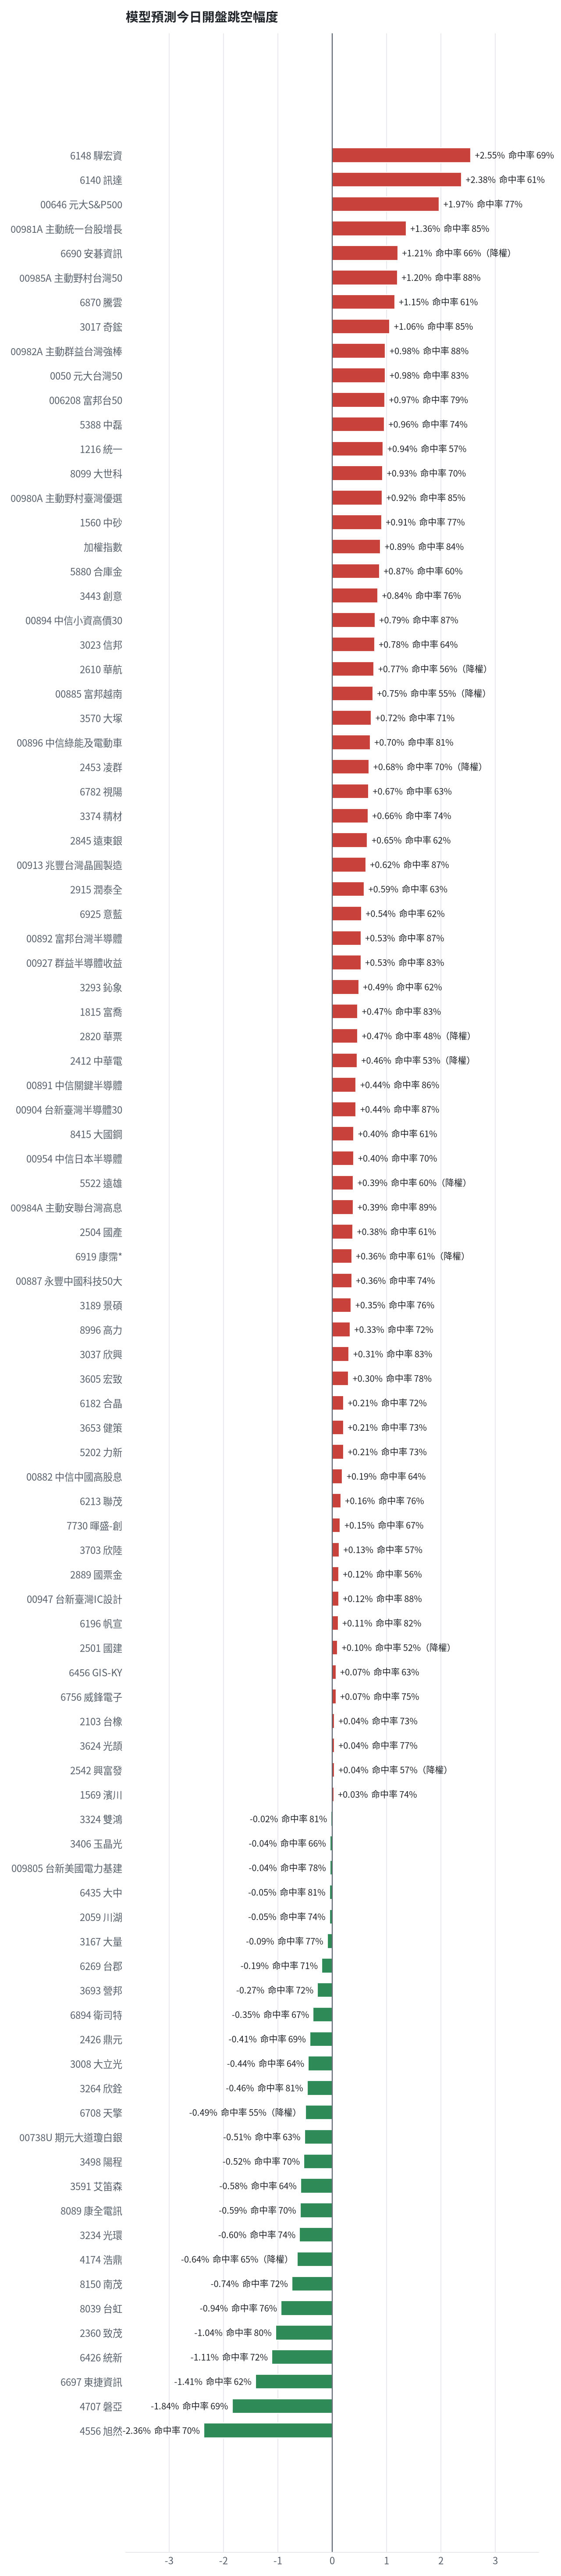 模型預測今日開盤跳空幅度
6148 驊宏資 +2.55% 命中率 69%
6140 訊達 +2.38% 命中率 61%
00646 元大S&P500 +1.97% 命中率 77%
00981A 主動統一台股增長 +1.36% 命中率 85%
6690 安碁資訊 +1.21% 命中率 66%（降權）
00985A 主動野村台灣50 +1.20% 命中率 88%
6870 騰雲 +1.15% 命中率 61%
3017 奇鋐 +1.06% 命中率 85%
00982A 主動群益台灣強棒 +0.98% 命中率 88%
0050 元大台灣50 +0.98% 命中率 83%
006208 富邦台50 +0.97% 命中率 79%
5388 中磊 +0.96% 命中率 74%
1216 統一 +0.94% 命中率 57%
8099 大世科 +0.93% 命中率 70%
00980A 主動野村臺灣優選 +0.92% 命中率 85%
1560 中砂 +0.91% 命中率 77%
加權指數 +0.89% 命中率 84%
5880 合庫金 +0.87% 命中率 60%
3443 創意 +0.84% 命中率 76%
00894 中信小資高價30 +0.79% 命中率 87%
3023 信邦 +0.78% 命中率 64%
2610 華航 +0.77% 命中率 56%（降權）
00885 富邦越南 +0.75% 命中率 55%（降權）
3570 大塚 +0.72% 命中率 71%
00896 中信綠能及電動車 +0.70% 命中率 81%
2453 凌群 +0.68% 命中率 70%（降權）
6782 視陽 +0.67% 命中率 63%
3374 精材 +0.66% 命中率 74%
2845 遠東銀 +0.65% 命中率 62%
00913 兆豐台灣晶圓製造 +0.62% 命中率 87%
2915 潤泰全 +0.59% 命中率 63%
6925 意藍 +0.54% 命中率 62%
00892 富邦台灣半導體 +0.53% 命中率 87%
00927 群益半導體收益 +0.53% 命中率 83%
3293 鈊象 +0.49% 命中率 62%
1815 富喬 +0.47% 命中率 83%
2820 華票 +0.47% 命中率 48%（降權）
2412 中華電 +0.46% 命中率 53%（降權）
00891 中信關鍵半導體 +0.44% 命中率 86%
00904 台新臺灣半導體30 +0.44% 命中率 87%
8415 大國鋼 +0.40% 命中率 61%
00954 中信日本半導體 +0.40% 命中率 70%
5522 遠雄 +0.39% 命中率 60%（降權）
00984A 主動安聯台灣高息 +0.39% 命中率 89%
2504 國產 +0.38% 命中率 61%
6919 康霈* +0.36% 命中率 61%（降權）
00887 永豐中國科技50大 +0.36% 命中率 74%
3189 景碩 +0.35% 命中率 76%
8996 高力 +0.33% 命中率 72%
3037 欣興 +0.31% 命中率 83%
3605 宏致 +0.30% 命中率 78%
6182 合晶 +0.21% 命中率 72%
3653 健策 +0.21% 命中率 73%
5202 力新 +0.21% 命中率 73%
00882 中信中國高股息 +0.19% 命中率 64%
6213 聯茂 +0.16% 命中率 76%
7730 暉盛-創 +0.15% 命中率 67%
3703 欣陸 +0.13% 命中率 57%
2889 國票金 +0.12% 命中率 56%
00947 台新臺灣IC設計 +0.12% 命中率 88%
6196 帆宣 +0.11% 命中率 82%
2501 國建 +0.10% 命中率 52%（降權）
6456 GIS-KY +0.07% 命中率 63%
6756 威鋒電子 +0.07% 命中率 75%
2103 台橡 +0.04% 命中率 73%
3624 光頡 +0.04% 命中率 77%
2542 興富發 +0.04% 命中率 57%（降權）
1569 濱川 +0.03% 命中率 74%
3324 雙鴻 -0.02% 命中率 81%
3406 玉晶光 -0.04% 命中率 66%
009805 台新美國電力基建 -0.04% 命中率 78%
6435 大中 -0.05% 命中率 81%
2059 川湖 -0.05% 命中率 74%
3167 大量 -0.09% 命中率 77%
6269 台郡 -0.19% 命中率 71%
3693 營邦 -0.27% 命中率 72%
6894 衛司特 -0.35% 命中率 67%
2426 鼎元 -0.41% 命中率 69%
3008 大立光 -0.44% 命中率 64%
3264 欣銓 -0.46% 命中率 81%
6708 天擎 -0.49% 命中率 55%（降權）
00738U 期元大道瓊白銀 -0.51% 命中率 63%
3498 陽程 -0.52% 命中率 70%
3591 艾笛森 -0.58% 命中率 64%
8089 康全電訊 -0.59% 命中率 70%
3234 光環 -0.60% 命中率 74%
4174 浩鼎 -0.64% 命中率 65%（降權）
8150 南茂 -0.74% 命中率 72%
8039 台虹 -0.94% 命中率 76%
2360 致茂 -1.04% 命中率 80%
6426 統新 -1.11% 命中率 72%
6697 東捷資訊 -1.41% 命中率 62%
4707 磐亞 -1.84% 命中率 69%
4556 旭然 -2.36% 命中率 70%
-3 -2 -1 0 1 2 3